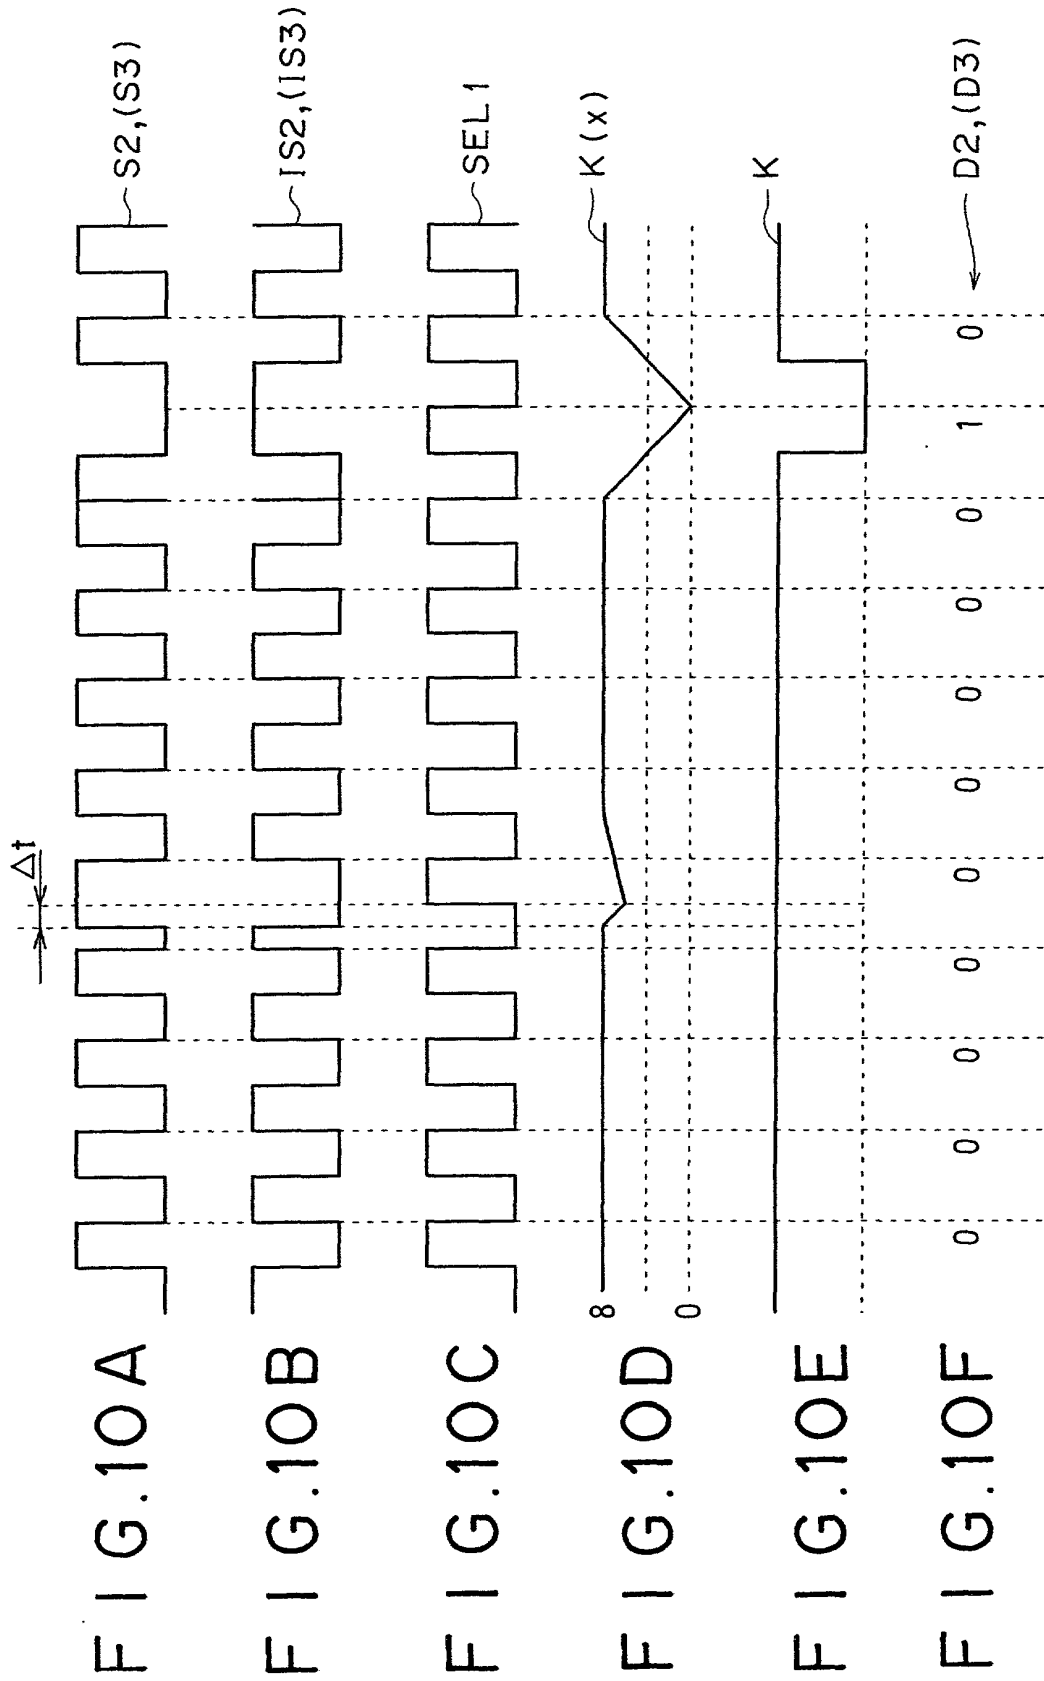 Δt
FIG.10A
S2,(S3)
FIG.10B
IS2,(IS3)
FIG.10C
SEL1
FIG.10D
8
0
K(x)
FIG.10E
K
FIG.10F
0 0 0 0 0 0 0 0 0 1 0
D2,(D3)